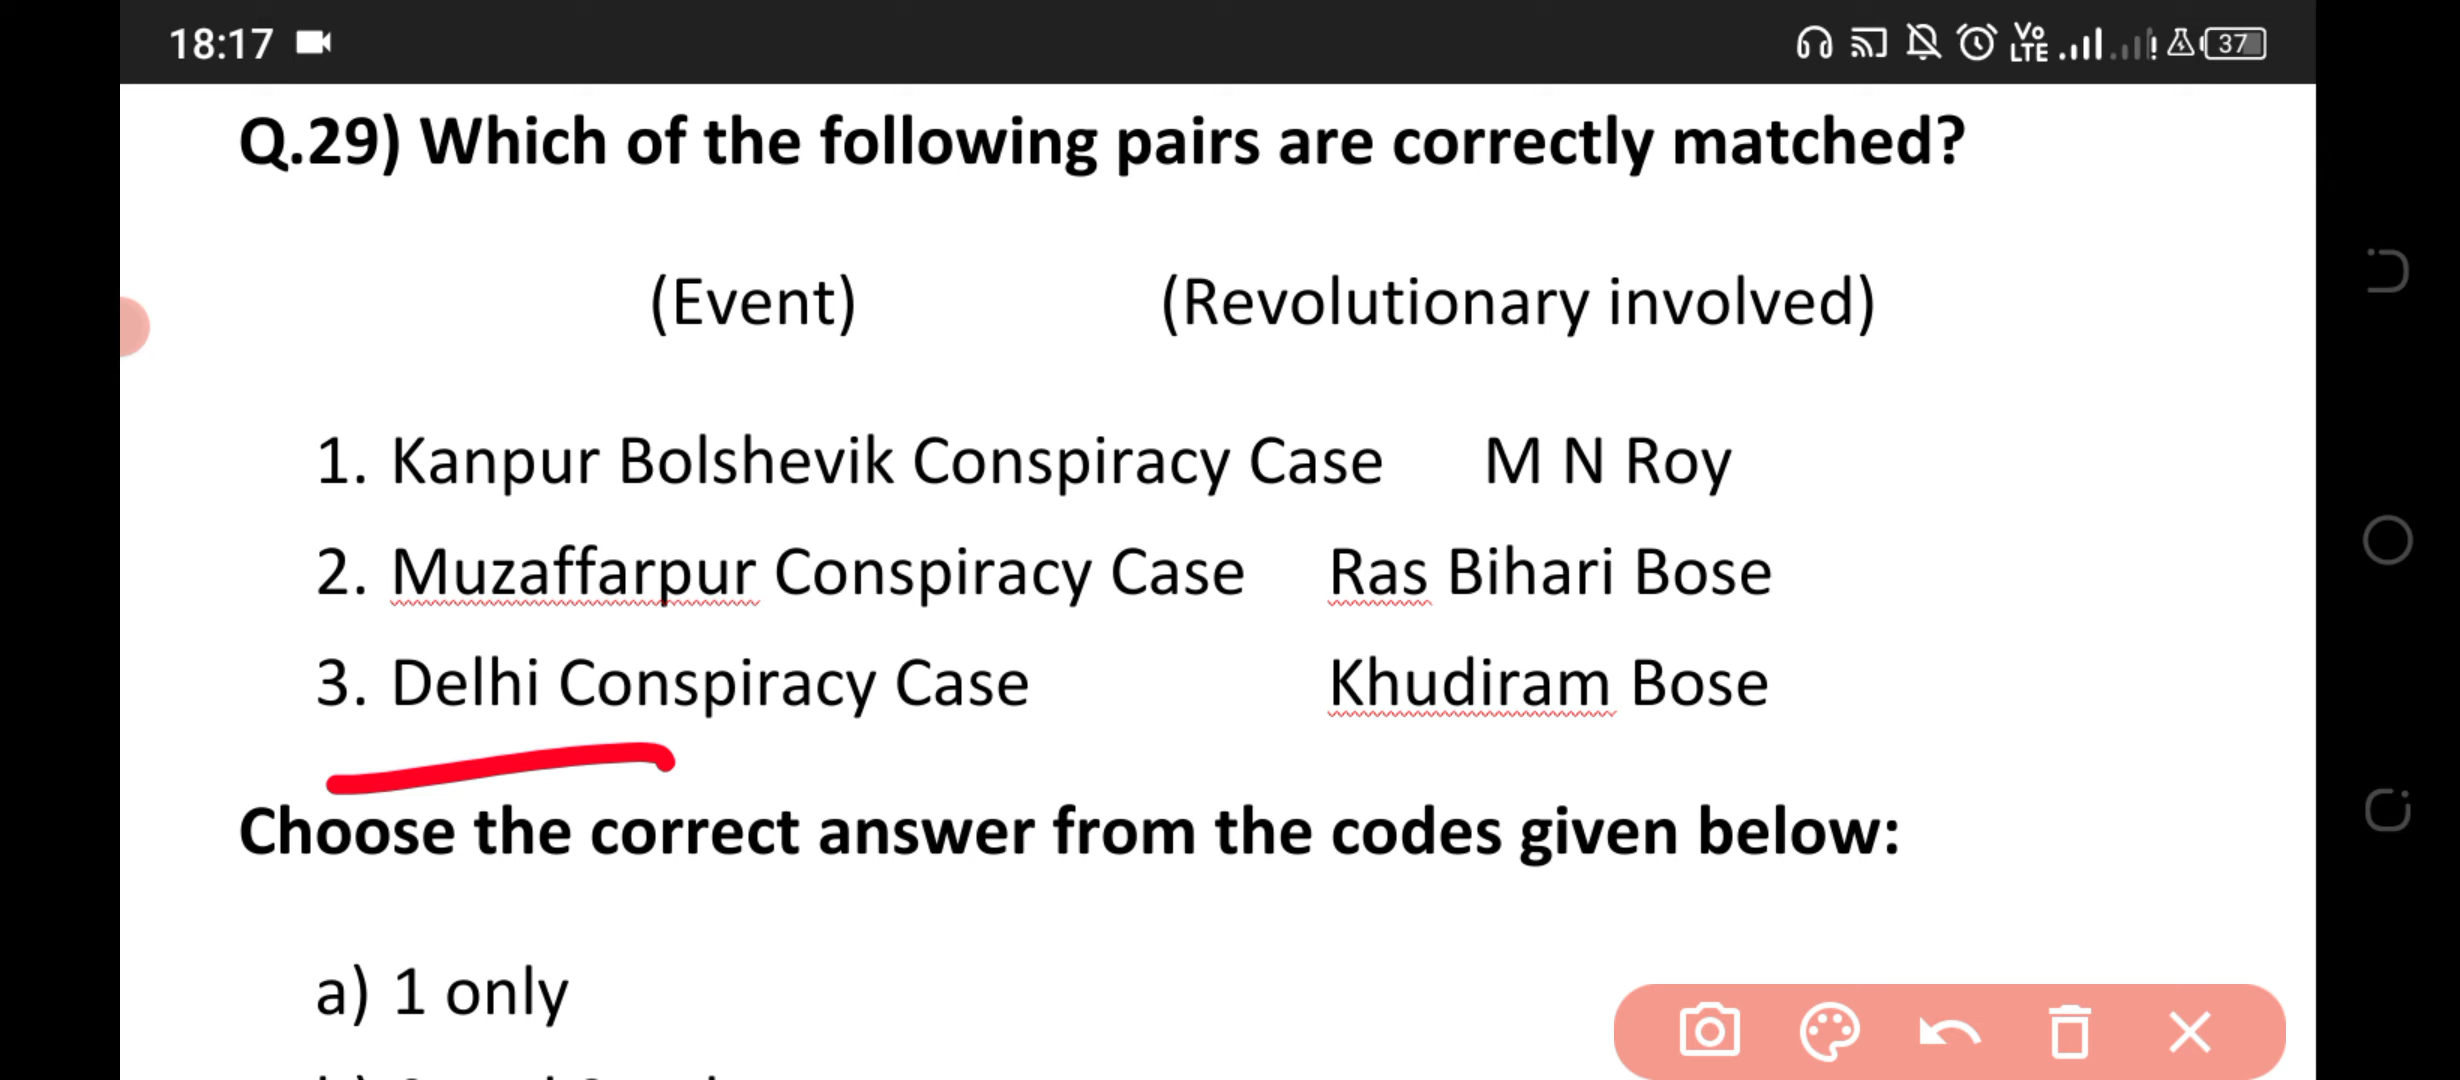 18:17
Vo LTE 37
Q.29) Which of the following pairs are correctly matched?
(Event) (Revolutionary involved)
1. Kanpur Bolshevik Conspiracy Case M N Roy
2. Muzaffarpur Conspiracy Case Ras Bihari Bose
3. Delhi Conspiracy Case Khudiram Bose
Choose the correct answer from the codes given below:
a) 1 only